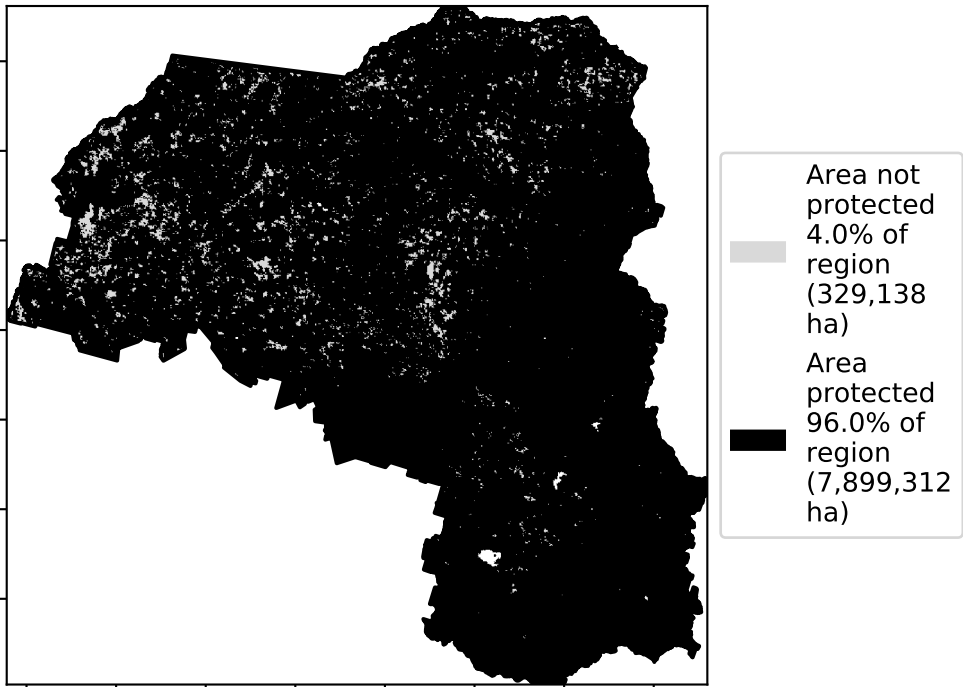 Area not
protected
4.0% of
region
(329,138
ha)
Area
protected
96.0% of
region
(7,899,312
ha)